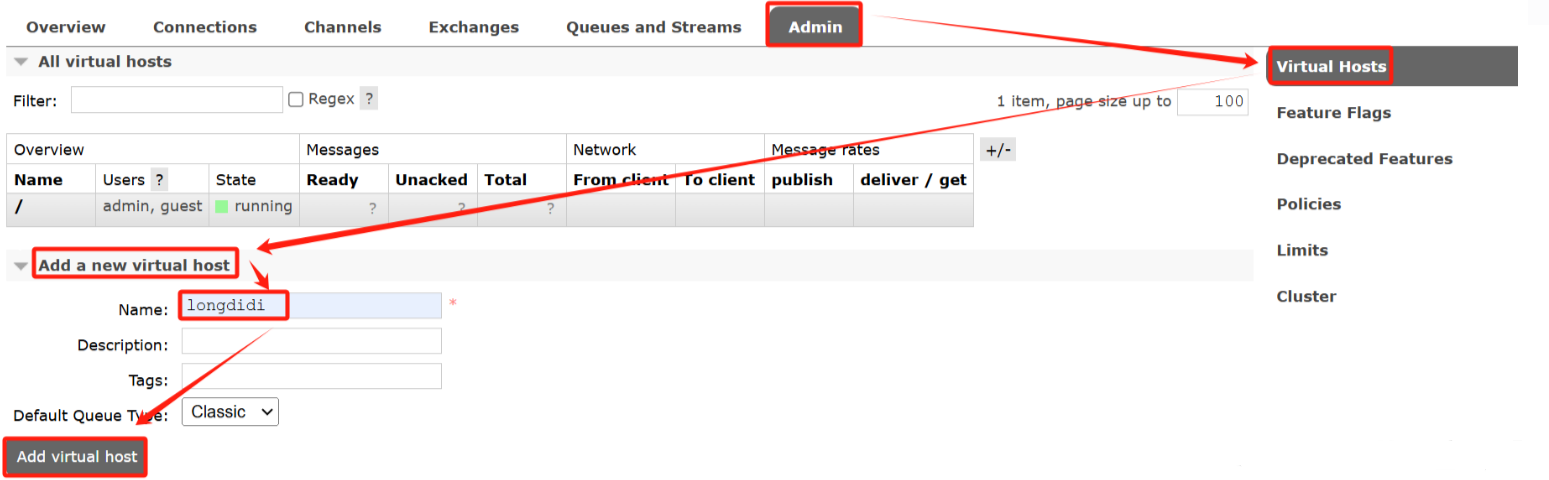 Overview Connections Channels Exchanges Queues and Streams Admin
All virtual hosts
Filter: Regex ? 1 item, page size up to 100
Overview Messages Network Message rates +/-
Name Users ? State Ready Unacked Total From client To client publish deliver / get
/ admin, guest running ? ? ?
Add a new virtual host
Name: longdidi *
Description:
Tags:
Default Queue Type: Classic
Add virtual host
Virtual Hosts
Feature Flags
Deprecated Features
Policies
Limits
Cluster